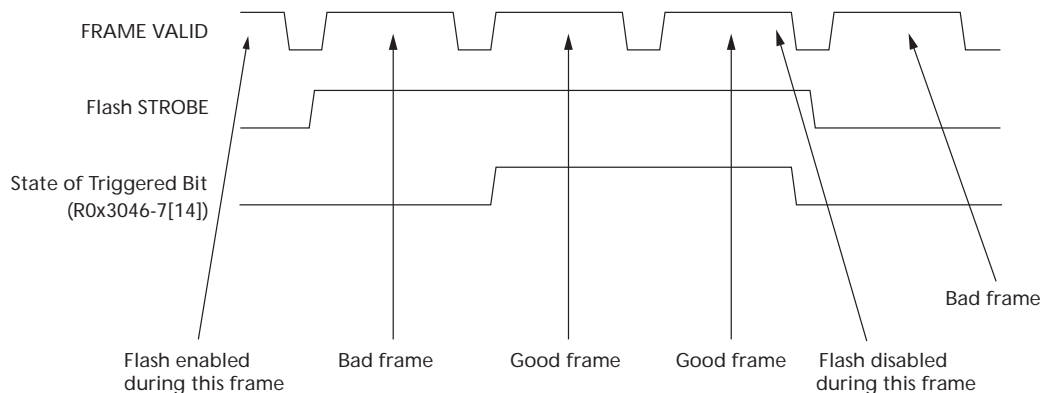 FRAME VALID
Flash STROBE
State of Triggered Bit
(R0x3046-7[14])
Bad frame
Flash enabled
during this frame
Bad frame
Good frame
Good frame
Flash disabled
during this frame